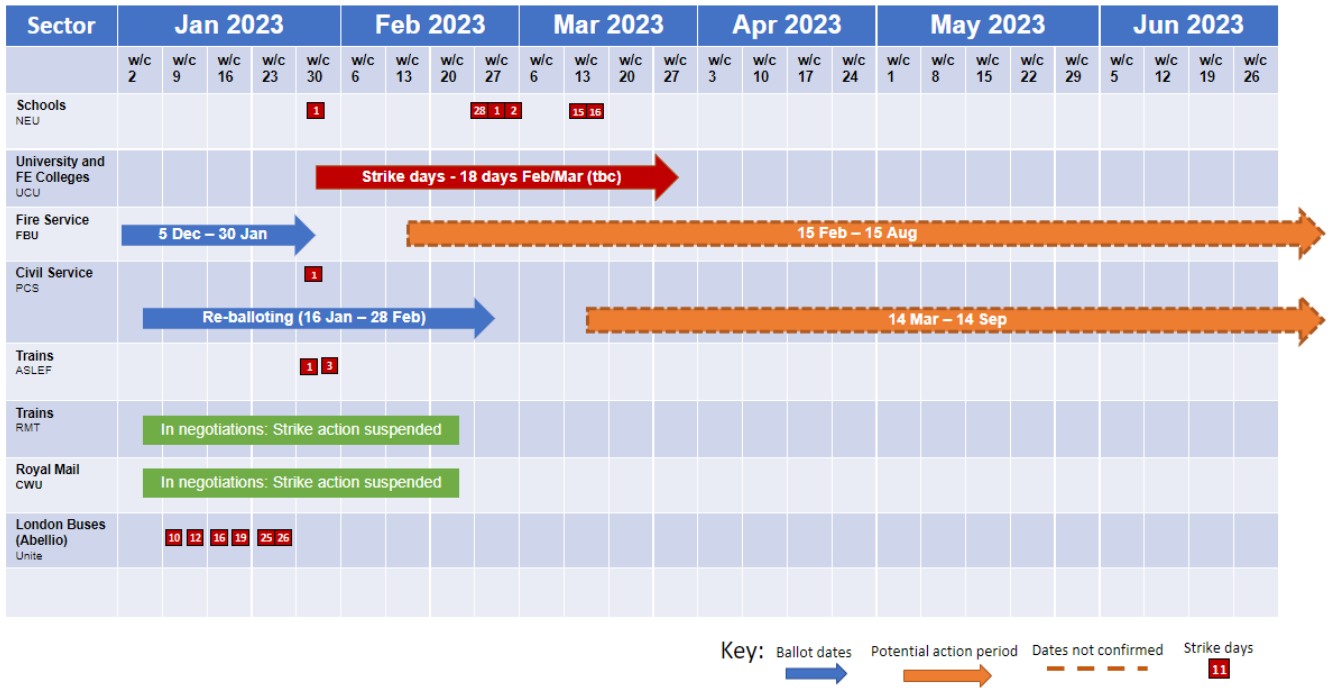 Sector Jan 2023 Feb 2023 Mar 2023 Apr 2023 May 2023 Jun 2023
w/c w/c w/c w/c w/c w/c w/c w/c w/c w/c w/c w/c w/c w/c w/c w/c w/c w/c w/c w/c w/c w/c w/c w/c w/c w/c
2 9 16 23 30 6 13 20 27 6 13 20 27 3 10 17 24 1 8 15 22 29 5 12 19 26
Schools
NEU
1 28 1 2 15 16
University and
FE Colleges
UCU
Strike days - 18 days Feb/Mar (tbc)
Fire Service
FBU
5 Dec – 30 Jan 15 Feb – 15 Aug
Civil Service
PCS
1
Re-balloting (16 Jan – 28 Feb) 14 Mar – 14 Sep
Trains
ASLEF
1 3
Trains
RMT
In negotiations: Strike action suspended
Royal Mail
CWU
In negotiations: Strike action suspended
London Buses
(Abellio)
Unite
10 12 16 19 25 26
Key: Ballot dates Potential action period Dates not confirmed Strike days
11